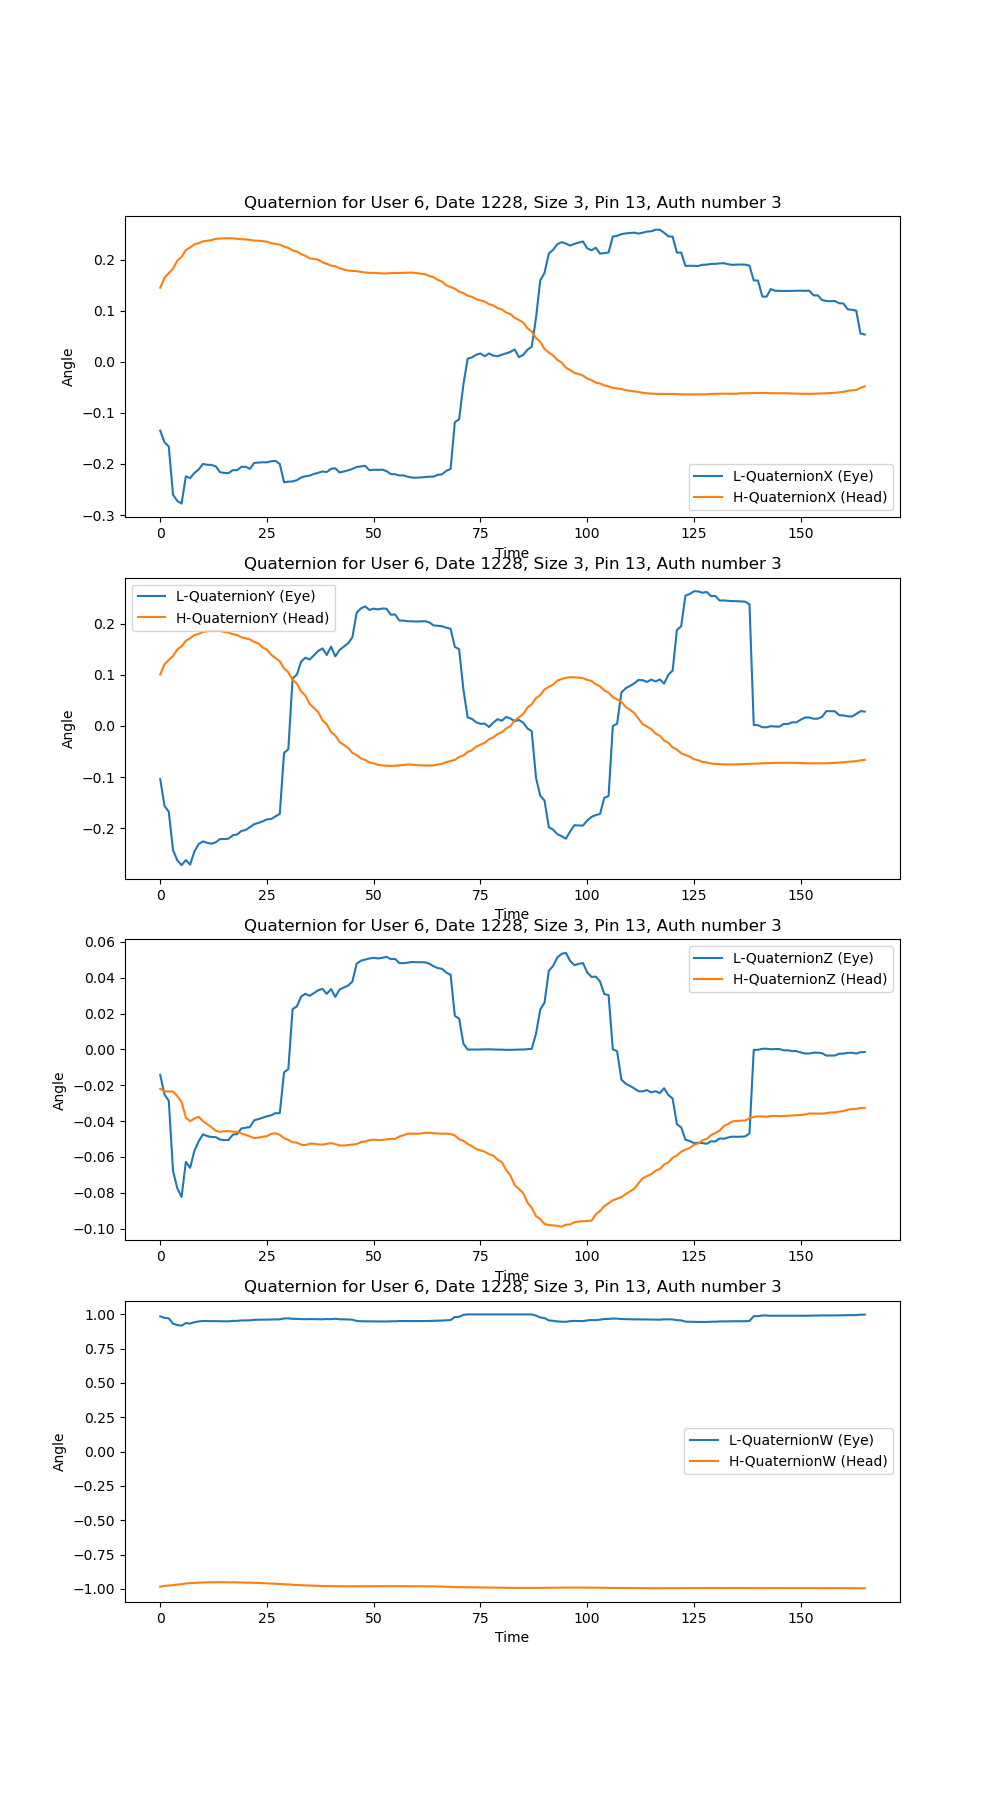 Quaternion for User 6, Date 1228, Size 3, Pin 13, Auth number 3
0.2
0.1
0.0
−0.1
−0.2
−0.3
Angle
L-QuaternionX (Eye)
H-QuaternionX (Head)
0 25 50 75 100 125 150
Time
Quaternion for User 6, Date 1228, Size 3, Pin 13, Auth number 3
L-QuaternionY (Eye)
H-QuaternionY (Head)
0.2
0.1
0.0
−0.1
−0.2
Angle
0 25 50 75 100 125 150
Time
Quaternion for User 6, Date 1228, Size 3, Pin 13, Auth number 3
L-QuaternionZ (Eye)
H-QuaternionZ (Head)
0.06
0.04
0.02
0.00
−0.02
−0.04
−0.06
−0.08
−0.10
Angle
0 25 50 75 100 125 150
Time
Quaternion for User 6, Date 1228, Size 3, Pin 13, Auth number 3
1.00
0.75
0.50
0.25
0.00
−0.25
−0.50
−0.75
−1.00
Angle
L-QuaternionW (Eye)
H-QuaternionW (Head)
0 25 50 75 100 125 150
Time